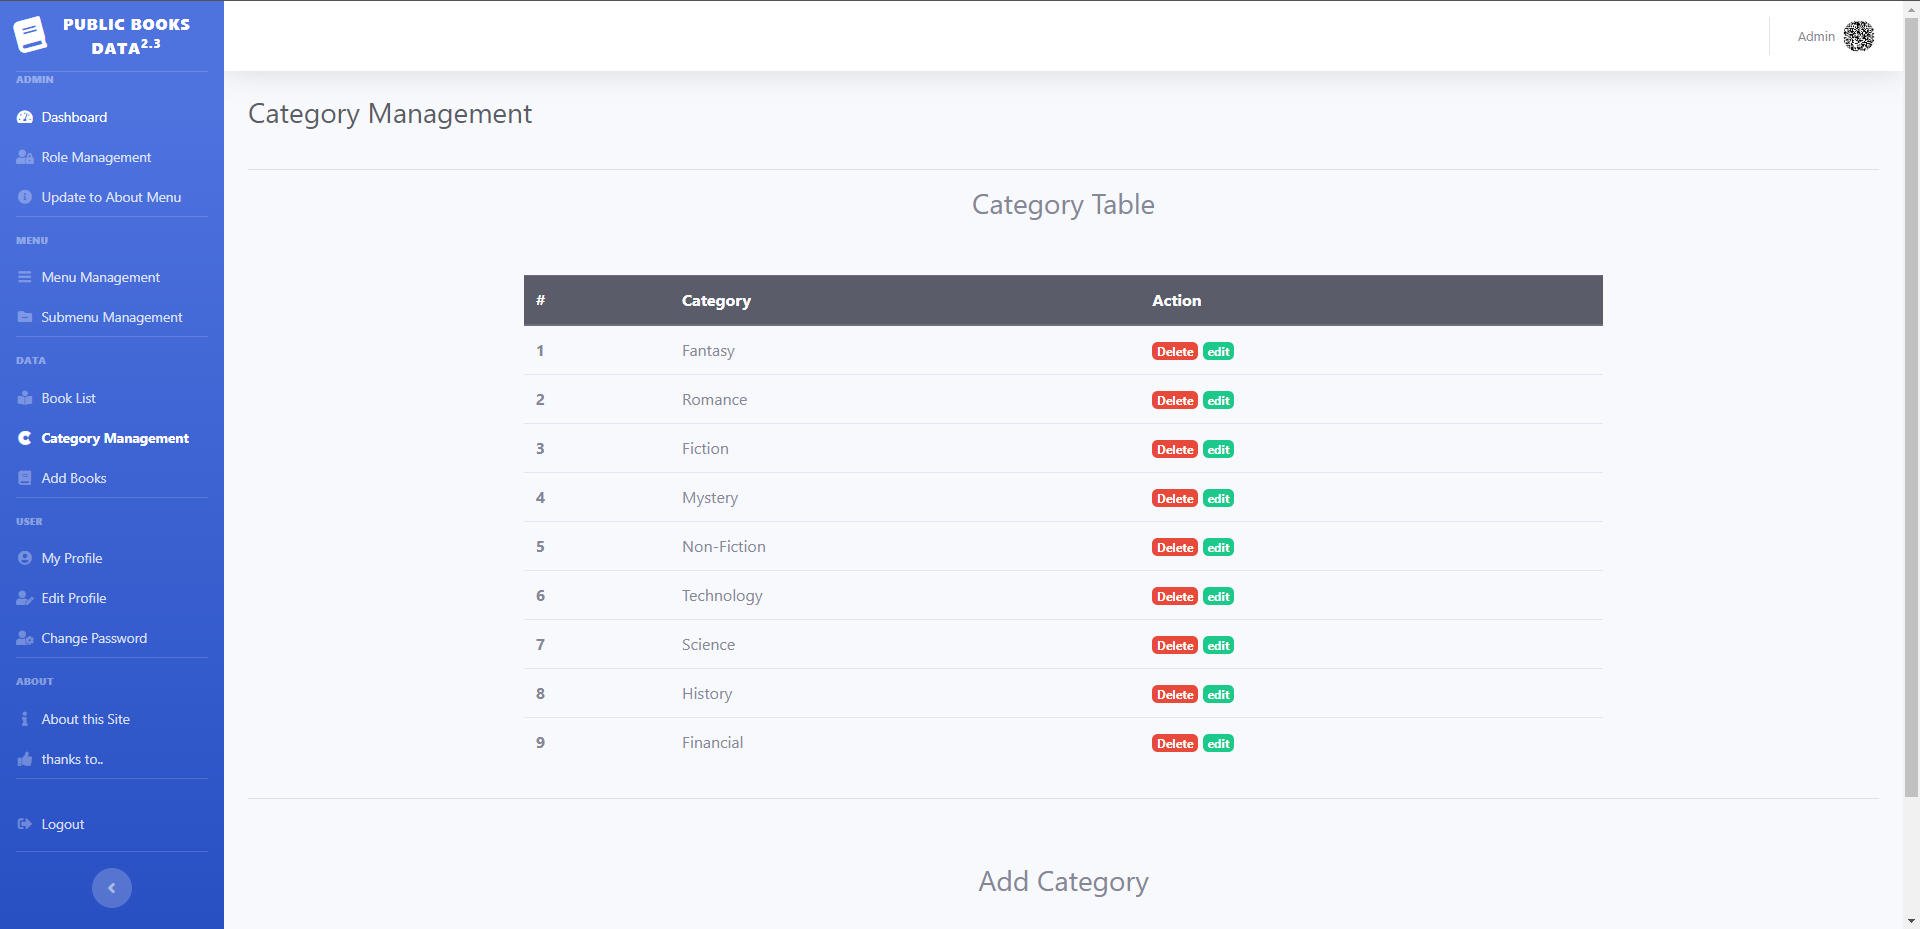 PUBLIC BOOKS
DATA2.3
ADMIN
Dashboard
Role Management
Update to About Menu
MENU
Menu Management
Submenu Management
DATA
Book List
Category Management
Add Books
USER
My Profile
Edit Profile
Change Password
ABOUT
About this Site
thanks to..
Logout
Admin
Category Management
Category Table
# Category Action
1 Fantasy Delete edit
2 Romance Delete edit
3 Fiction Delete edit
4 Mystery Delete edit
5 Non-Fiction Delete edit
6 Technology Delete edit
7 Science Delete edit
8 History Delete edit
9 Financial Delete edit
Add Category